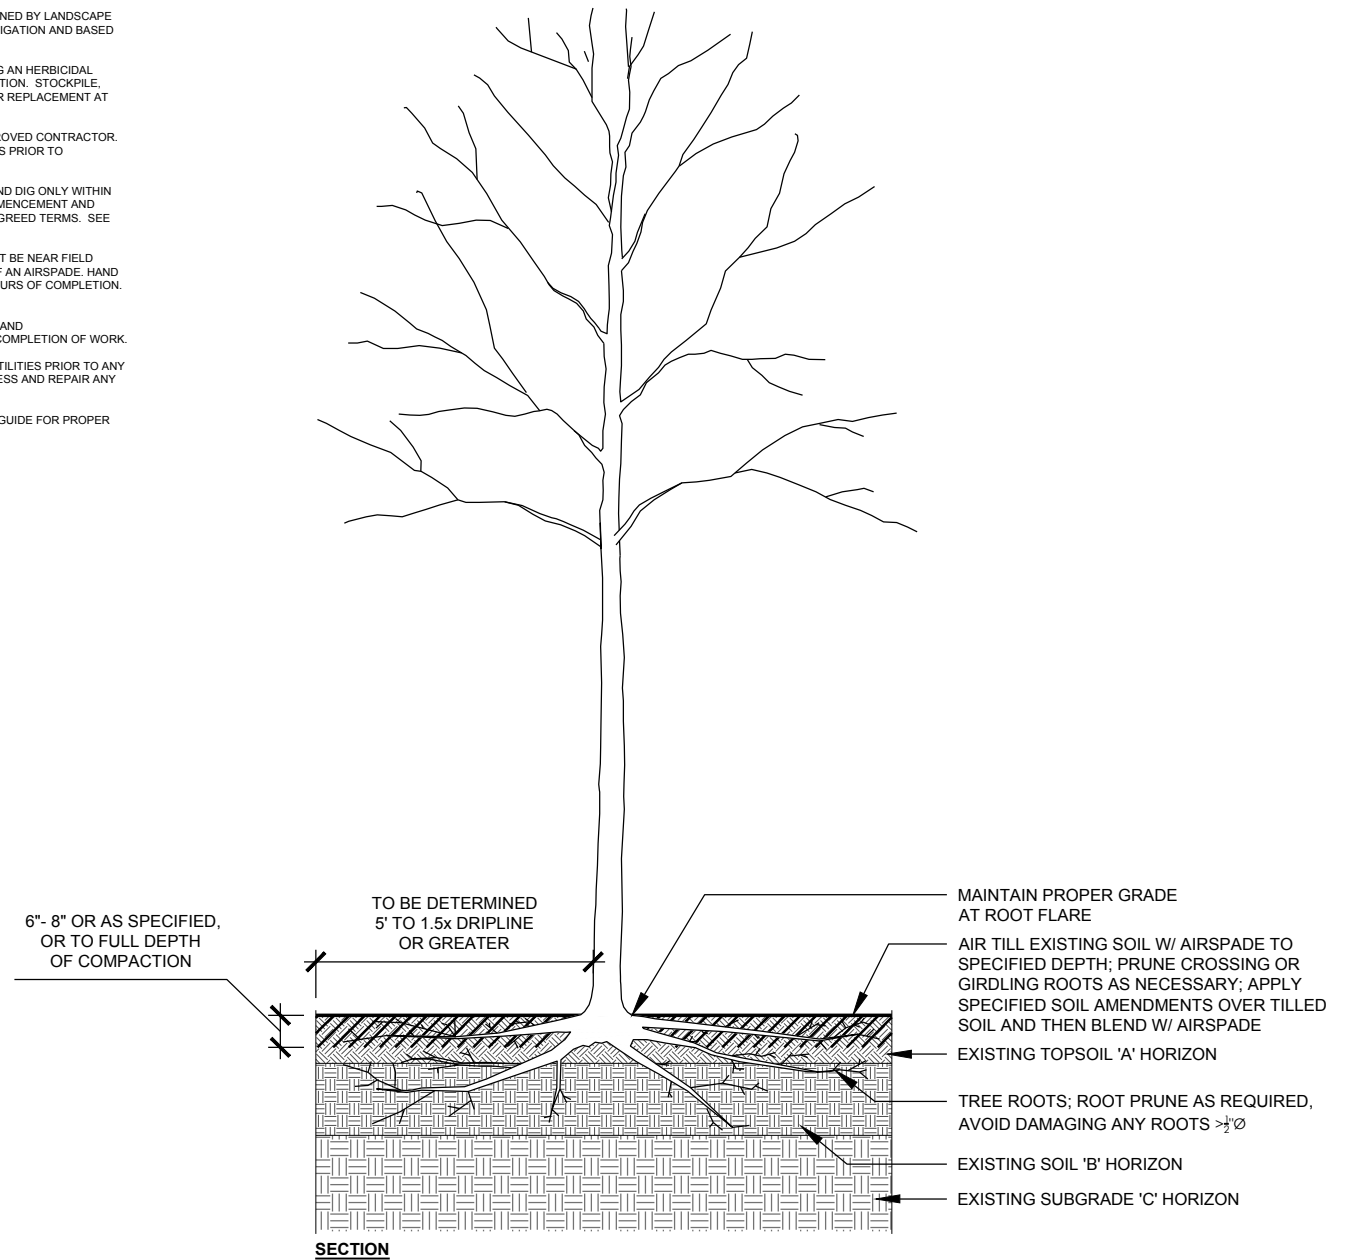 NED BY LANDSCAPE
IGATION AND BASED
G AN HERBICIDAL
TION.  STOCKPILE,
R REPLACEMENT AT
ROVED CONTRACTOR.
S PRIOR TO
ND DIG ONLY WITHIN
MENCEMENT AND
GREED TERMS.  SEE
T BE NEAR FIELD
F AN AIRSPADE. HAND
URS OF COMPLETION.
AND
COMPLETION OF WORK.
TILITIES PRIOR TO ANY
ESS AND REPAIR ANY
GUIDE FOR PROPER
6"- 8" OR AS SPECIFIED,
OR TO FULL DEPTH
OF COMPACTION
TO BE DETERMINED
5' TO 1.5x DRIPLINE
OR GREATER
MAINTAIN PROPER GRADE
AT ROOT FLARE
AIR TILL EXISTING SOIL W/ AIRSPADE TO
SPECIFIED DEPTH; PRUNE CROSSING OR
GIRDLING ROOTS AS NECESSARY; APPLY
SPECIFIED SOIL AMENDMENTS OVER TILLED
SOIL AND THEN BLEND W/ AIRSPADE
EXISTING TOPSOIL 'A' HORIZON
TREE ROOTS; ROOT PRUNE AS REQUIRED,
AVOID DAMAGING ANY ROOTS >½"Ø
EXISTING SOIL 'B' HORIZON
EXISTING SUBGRADE 'C' HORIZON
SECTION